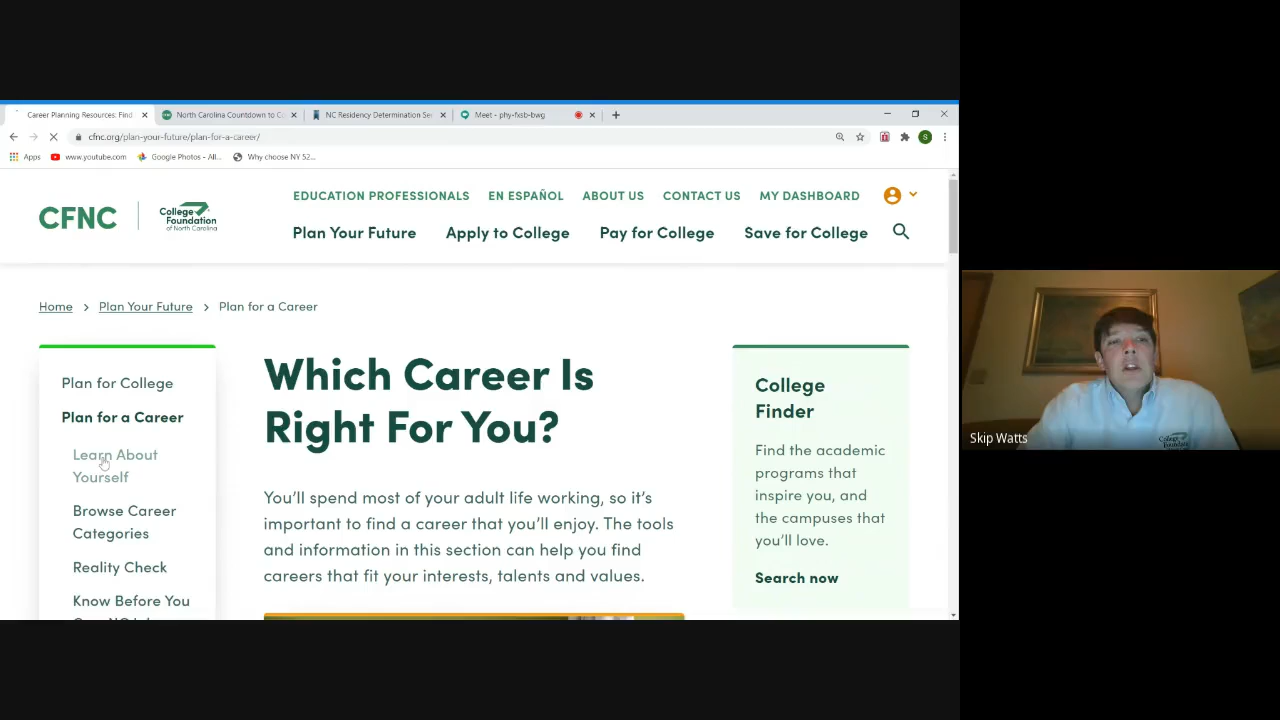 Career Planning Resources: Find
North Carolina Countdown to Co
NC Residency Determination Se
Meet - phy-fxsb-bwg
cfnc.org/plan-your-future/plan-for-a-career/
S
Apps
www.youtube.com
Google Photos - All...
Why choose NY 52...
EDUCATION PROFESSIONALS
EN ESPAÑOL
ABOUT US
CONTACT US
MY DASHBOARD
CFNC
College
Foundation
of North Carolina
Plan Your Future
Apply to College
Pay for College
Save for College
Home > Plan Your Future > Plan for a Career
Plan for College
Plan for a Career
Learn About
Yourself
Browse Career
Categories
Reality Check
Know Before You
Which Career Is
Right For You?
You'll spend most of your adult life working, so it's
important to find a career that you'll enjoy. The tools
and information in this section can help you find
careers that fit your interests, talents and values.
College
Finder
Find the academic
programs that
inspire you, and
the campuses that
you'll love.
Search now
College
Skip Watts